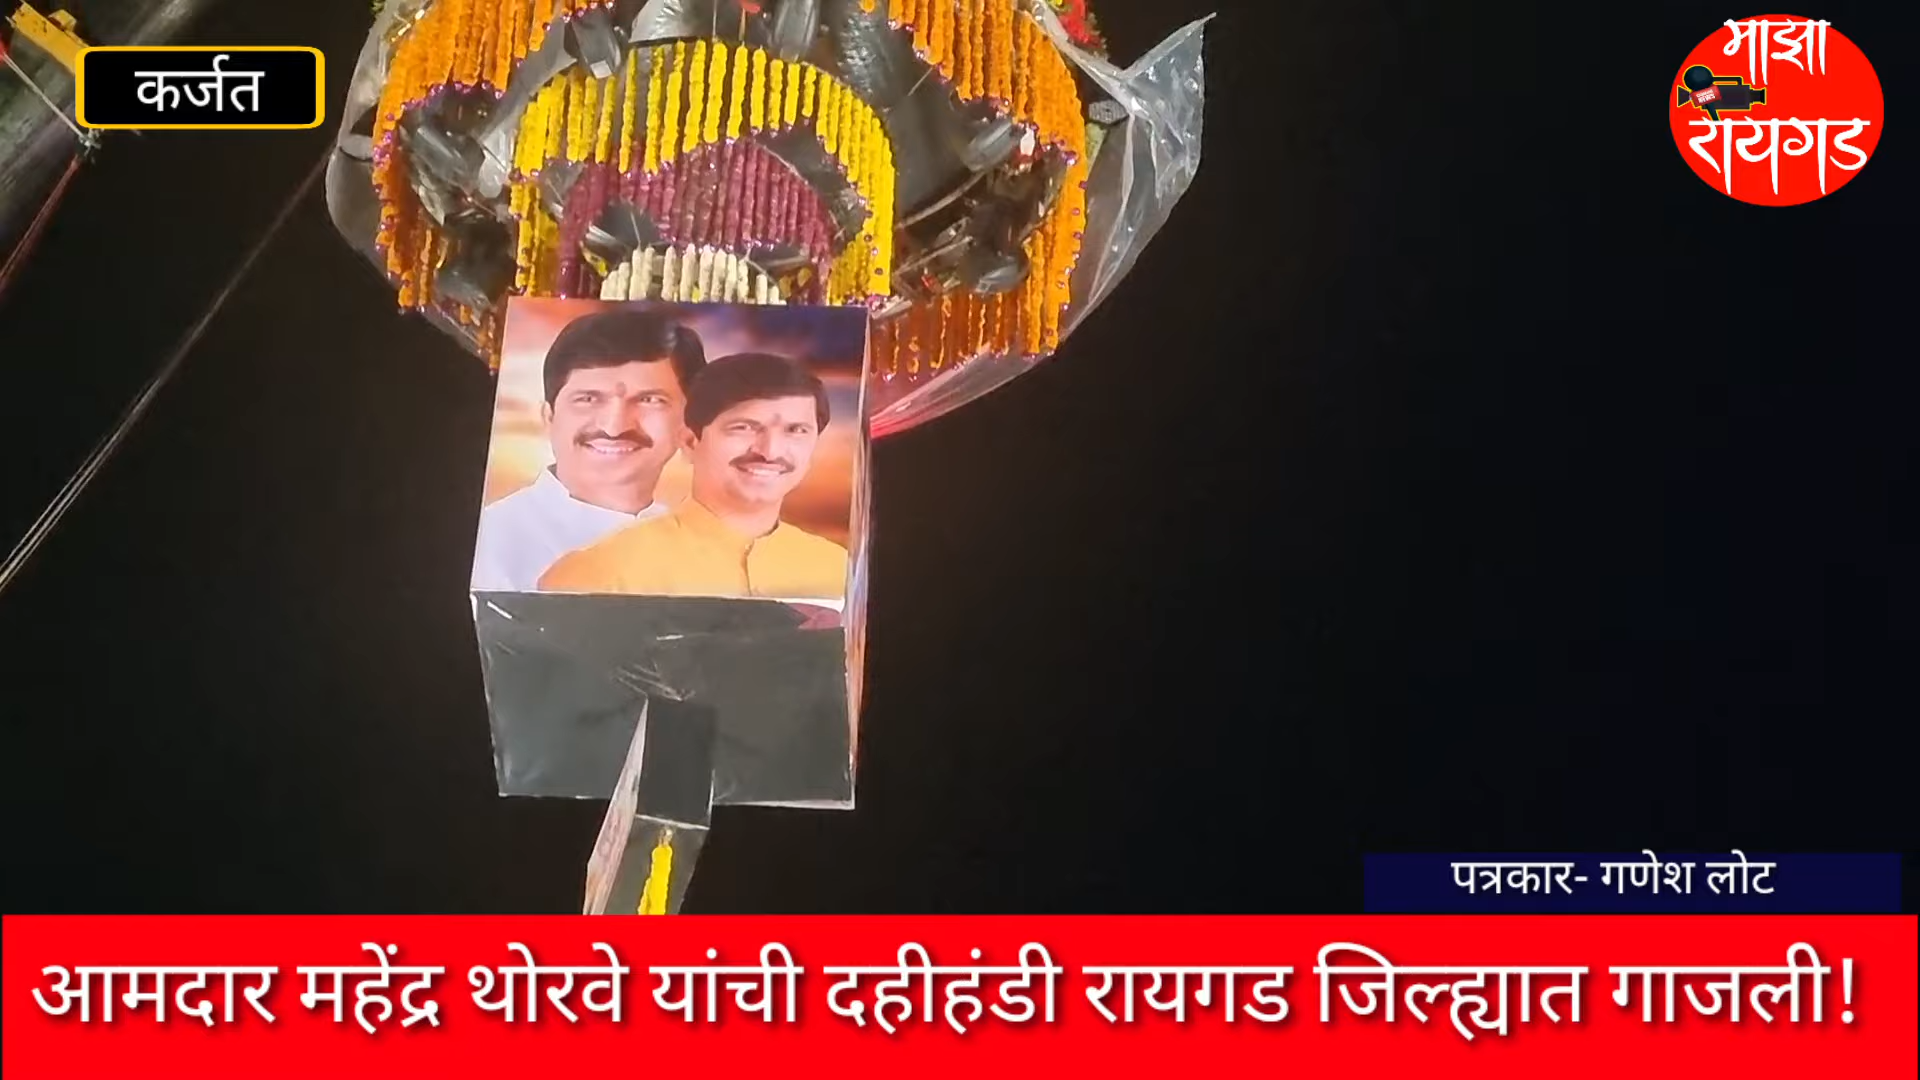 कर्जत
माझा
रायगड
पत्रकार- गणेश लोट
आमदार महेंद्र थोरवे यांची दहीहंडी रायगड जिल्ह्यात गाजली!